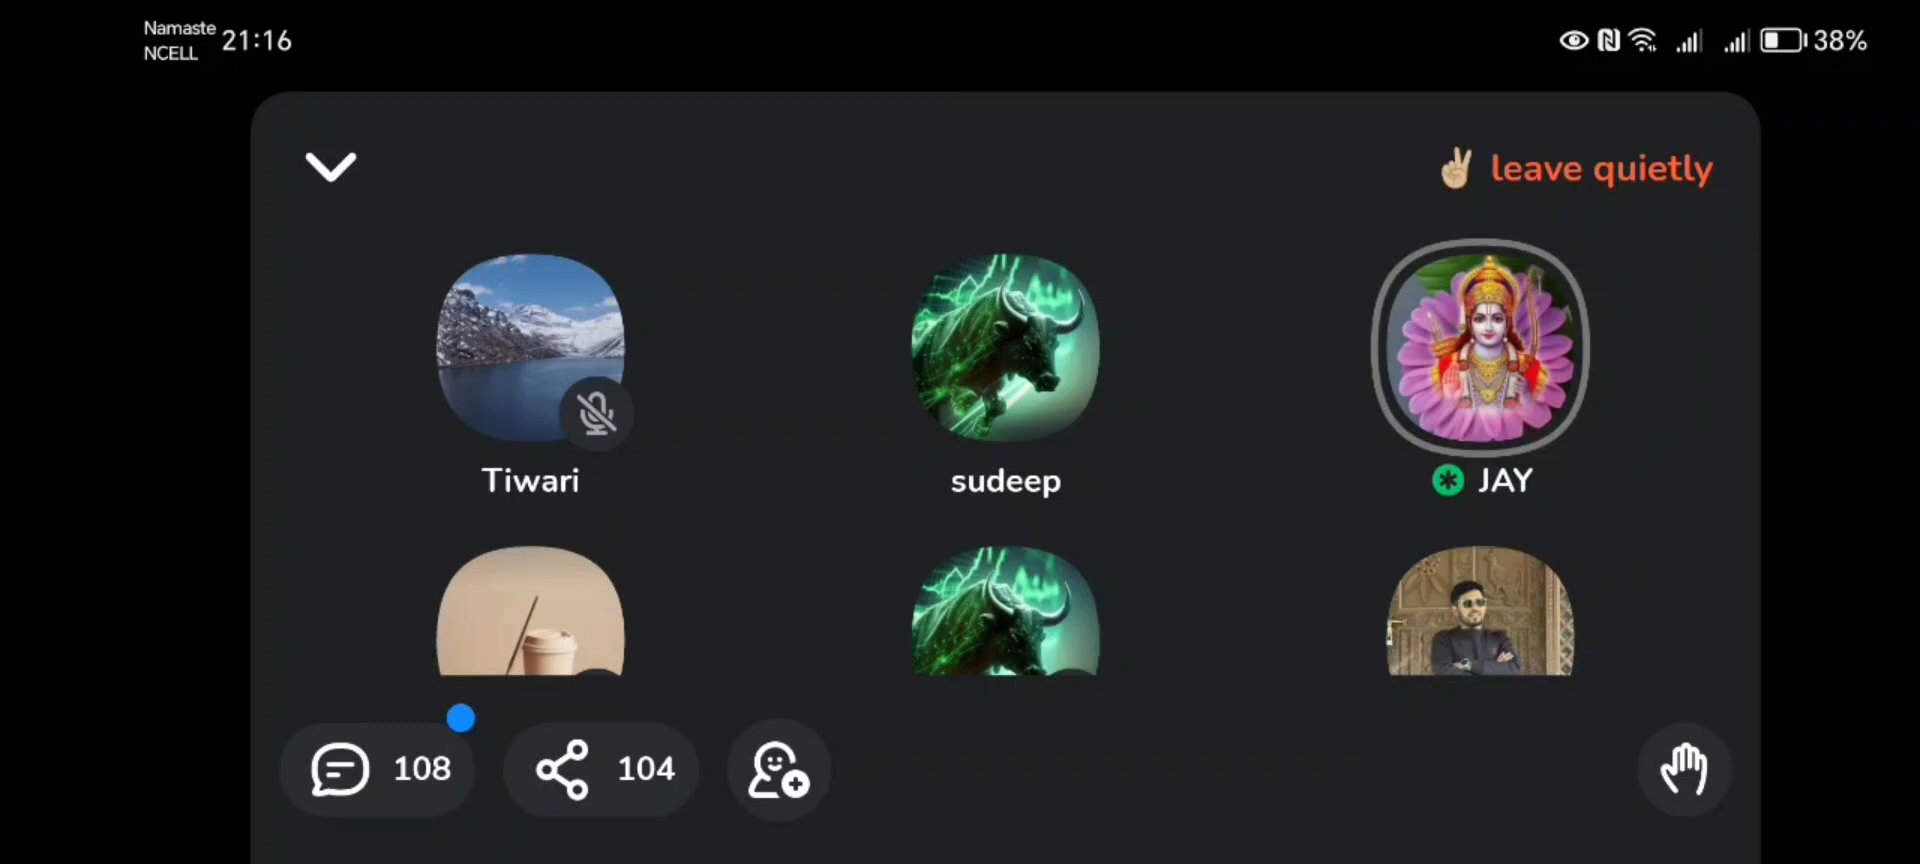 Namaste
NCELL
21:16
38%
✌🏼 leave quietly
Tiwari
sudeep
JAY
108
104